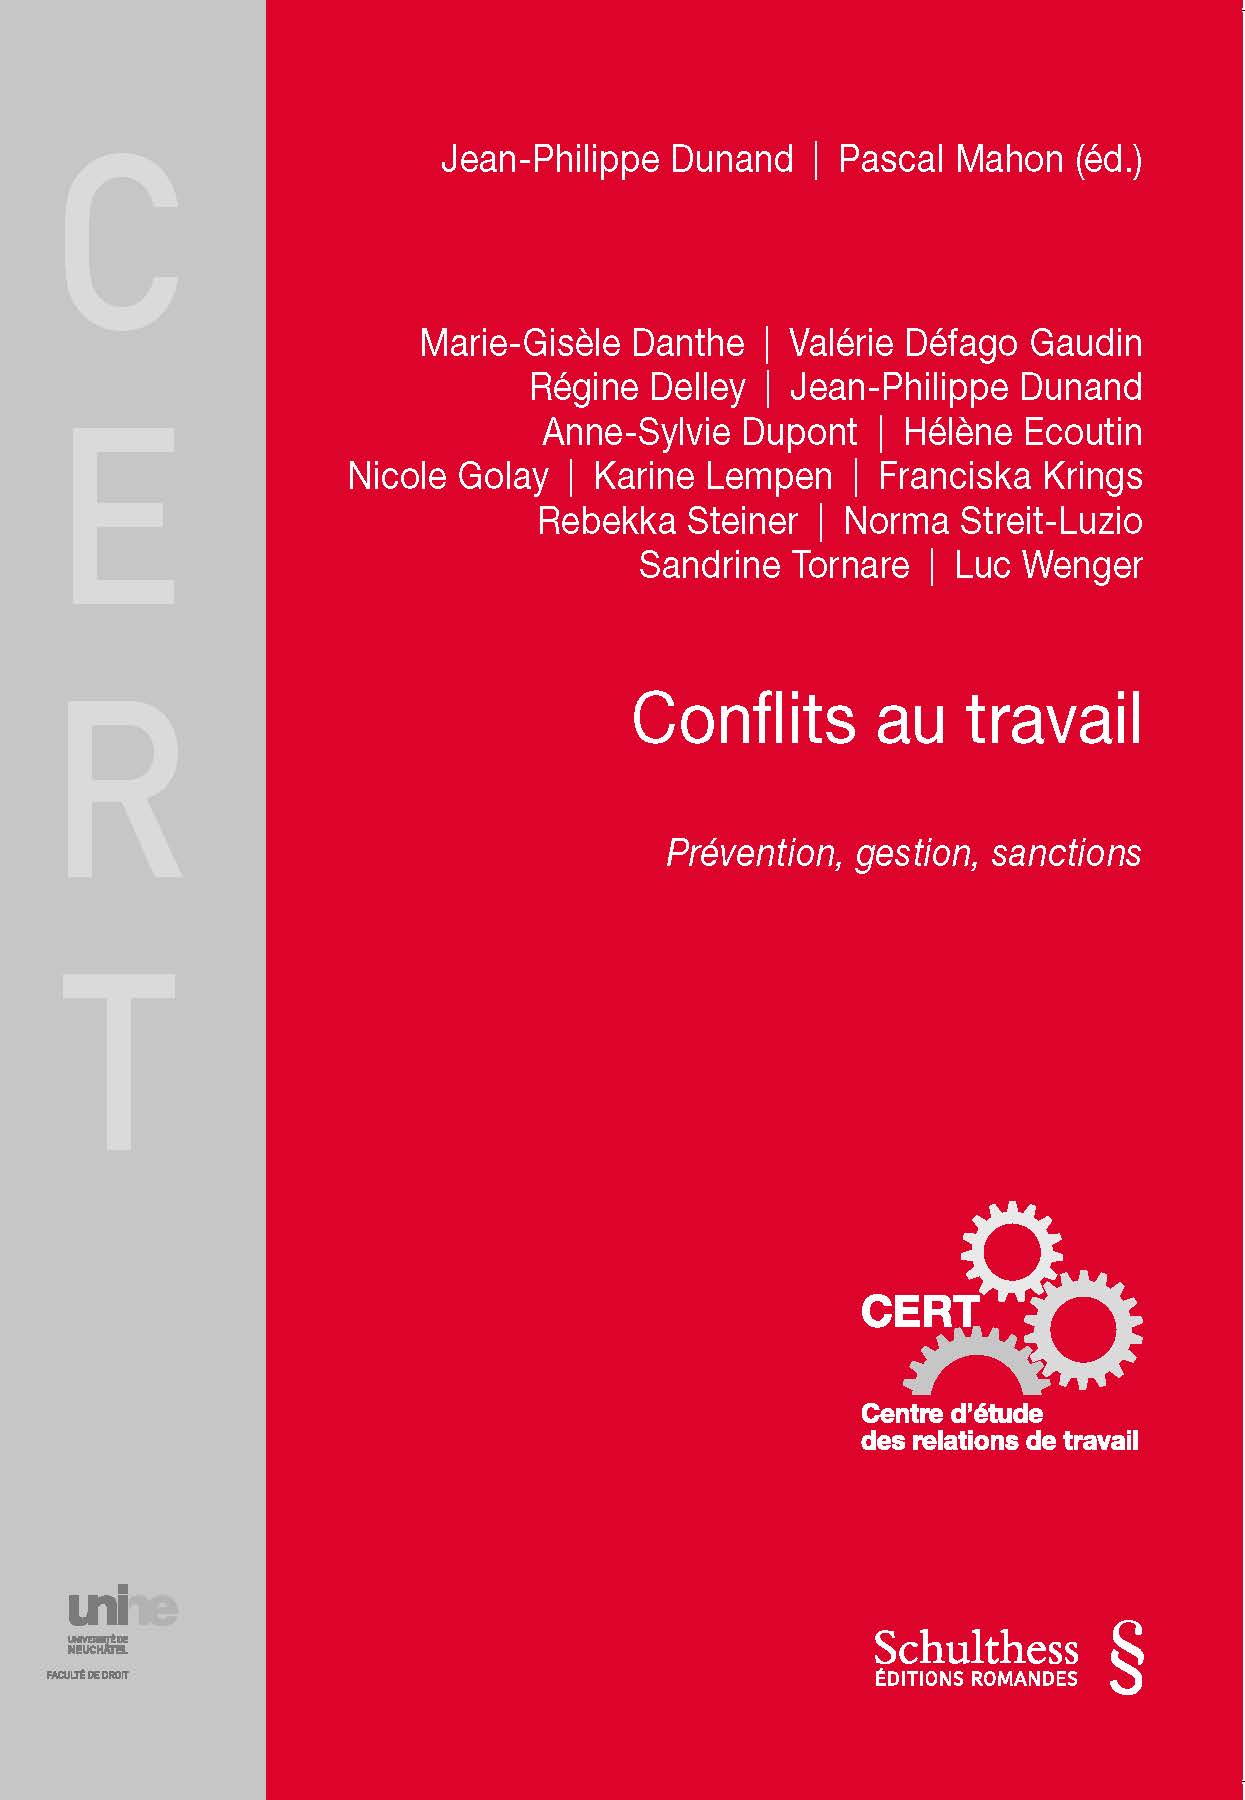 C
E
R
T
Jean-Philippe Dunand | Pascal Mahon (éd.)
Marie-Gisèle Danthe | Valérie Défago Gaudin
Régine Delley | Jean-Philippe Dunand
Anne-Sylvie Dupont | Hélène Ecoutin
Nicole Golay | Karine Lempen | Franciska Krings
Rebekka Steiner | Norma Streit-Luzio
Sandrine Tornare | Luc Wenger
Conflits au travail
Prévention, gestion, sanctions
CERT
Centre d’étude
des relations de travail
unine
UNIVERSITÉ DE
NEUCHÂTEL
FACULTÉ DE DROIT
Schulthess §
ÉDITIONS ROMANDES